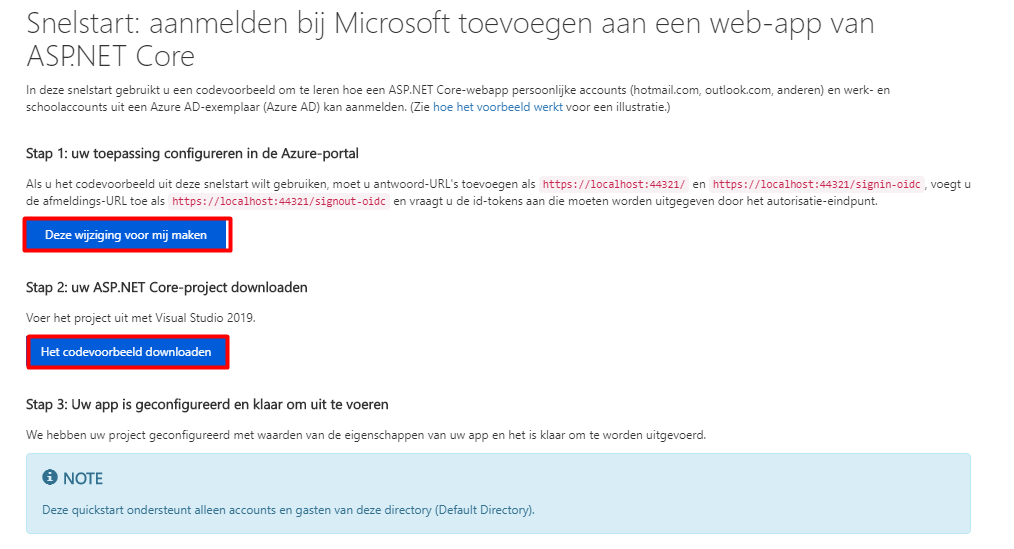 Snelstart: aanmelden bij Microsoft toevoegen aan een web-app van
ASP.NET Core
In deze snelstart gebruikt u een codevoorbeeld om te leren hoe een ASP.NET Core-webapp persoonlijke accounts (hotmail.com, outlook.com, anderen) en werk- en
schoolaccounts uit een Azure AD-exemplaar (Azure AD) kan aanmelden. (Zie hoe het voorbeeld werkt voor een illustratie.)
Stap 1: uw toepassing configureren in de Azure-portal
Als u het codevoorbeeld uit deze snelstart wilt gebruiken, moet u antwoord-URL's toevoegen als https://localhost:44321/ en https://localhost:44321/signin-oidc, voegt u
de afmeldings-URL toe als https://localhost:44321/signout-oidc en vraagt u de id-tokens aan die moeten worden uitgegeven door het autorisatie-eindpunt.
Deze wijziging voor mij maken
Stap 2: uw ASP.NET Core-project downloaden
Voer het project uit met Visual Studio 2019.
Het codevoorbeeld downloaden
Stap 3: Uw app is geconfigureerd en klaar om uit te voeren
We hebben uw project geconfigureerd met waarden van de eigenschappen van uw app en het is klaar om te worden uitgevoerd.
NOTE
Deze quickstart ondersteunt alleen accounts en gasten van deze directory (Default Directory).